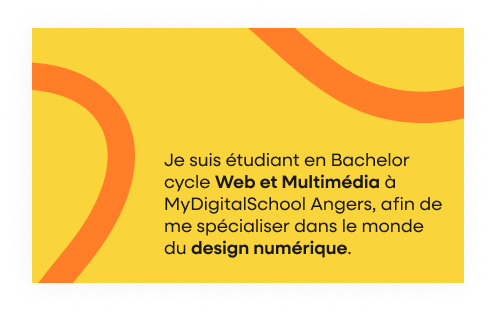 Je suis étudiant en Bachelor
cycle Web et Multimédia à
MyDigitalSchool Angers, afin de
me spécialiser dans le monde
du design numérique.